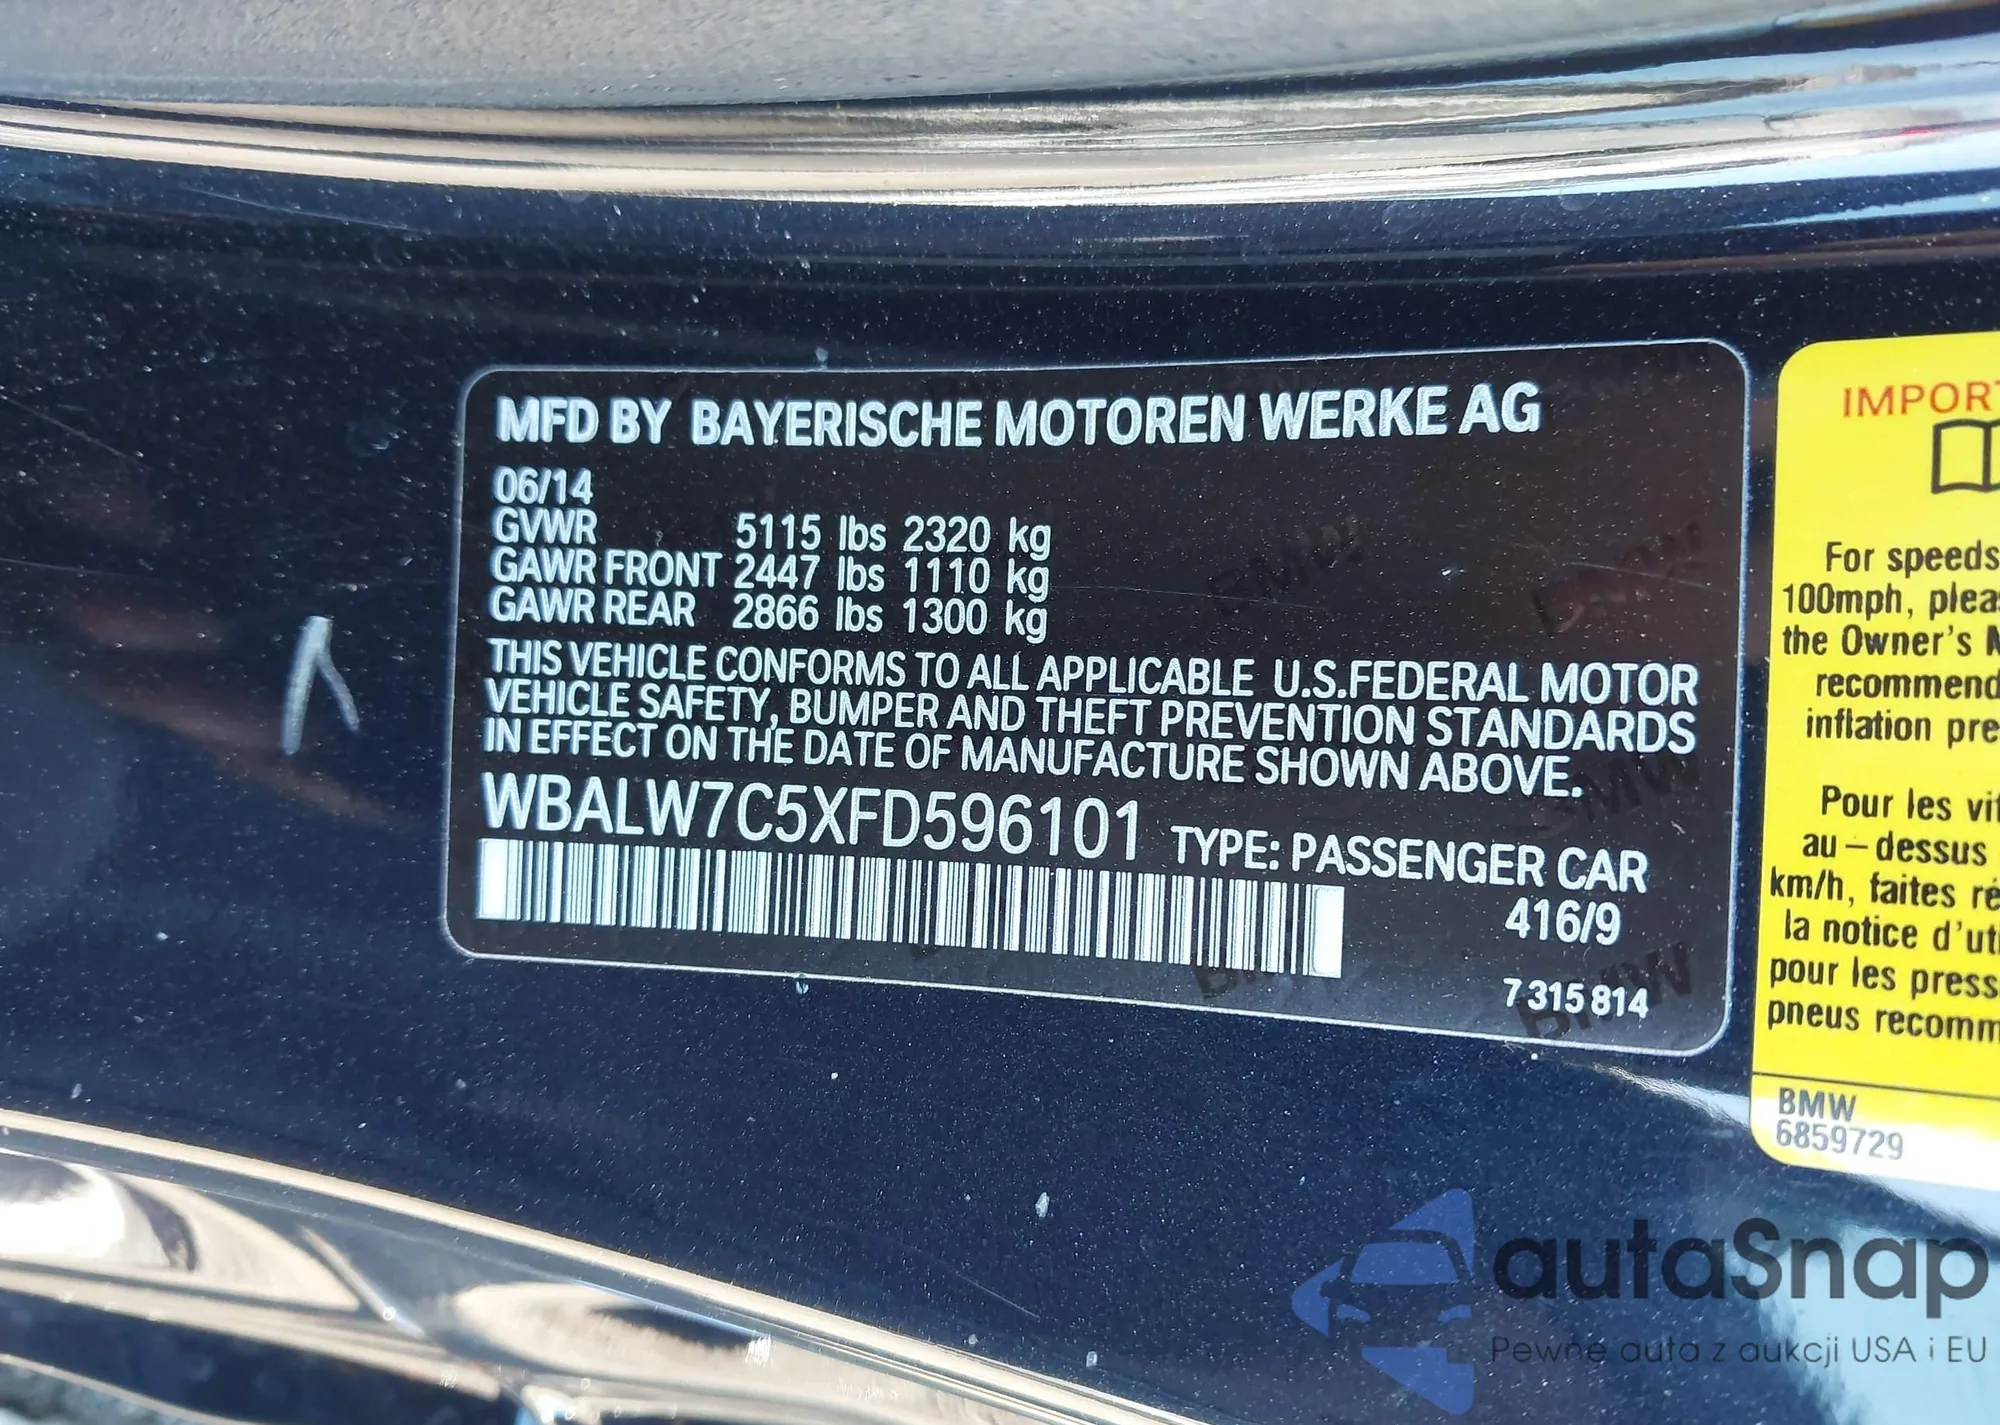 MFD BY BAYERISCHE MOTOREN WERKE AG
06/14
GVWR 5115 lbs 2320 kg
GAWR FRONT 2447 lbs 1110 kg
GAWR REAR 2866 lbs 1300 kg
THIS VEHICLE CONFORMS TO ALL APPLICABLE U.S.FEDERAL MOTOR
VEHICLE SAFETY, BUMPER AND THEFT PREVENTION STANDARDS
IN EFFECT ON THE DATE OF MANUFACTURE SHOWN ABOVE.
WBALW7C5XFD596101 TYPE: PASSENGER CAR
416/9
7 315 814
IMPORT
For speeds
100mph, pleas
the Owner's M
recommend
inflation pre
Pour les vit
au – dessus
km/h, faites ré
la notice d'uti
pour les press
pneus recomm
BMW
6859729
autaSnap
Pewne auta z aukcji USA i EU